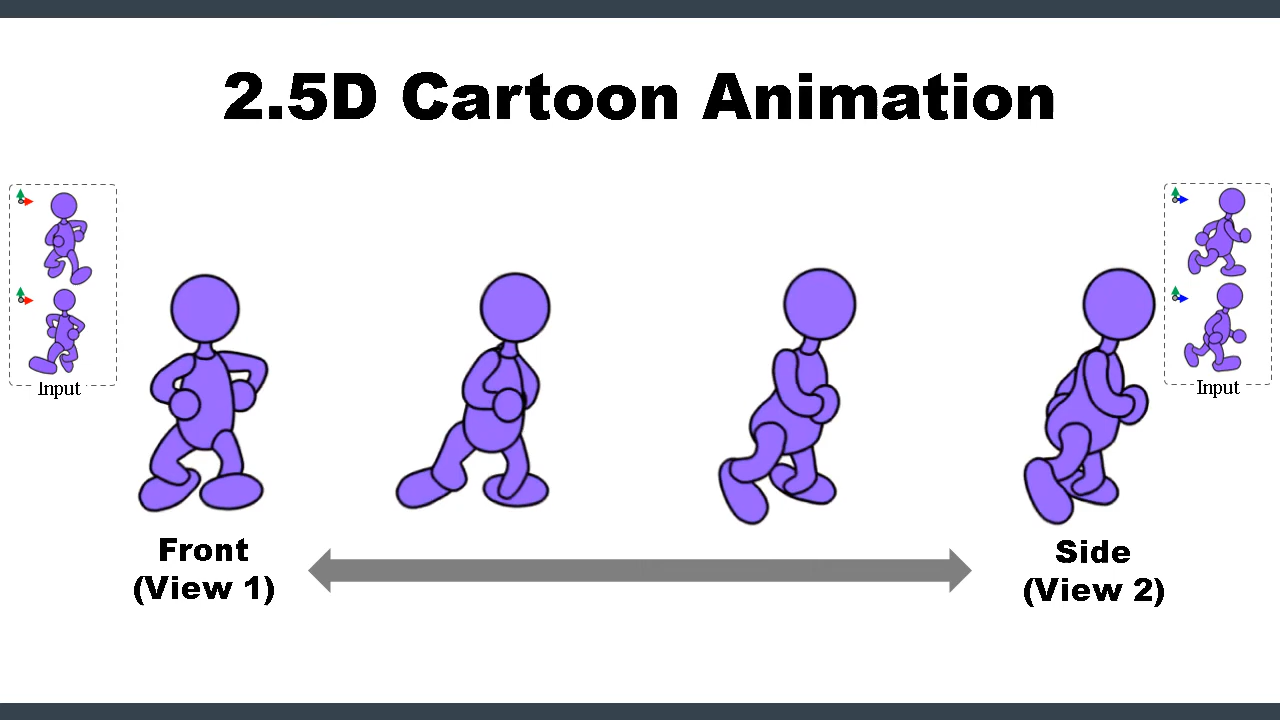 2.5D Cartoon Animation
Input
Input
Front
(View 1)
Side
(View 2)